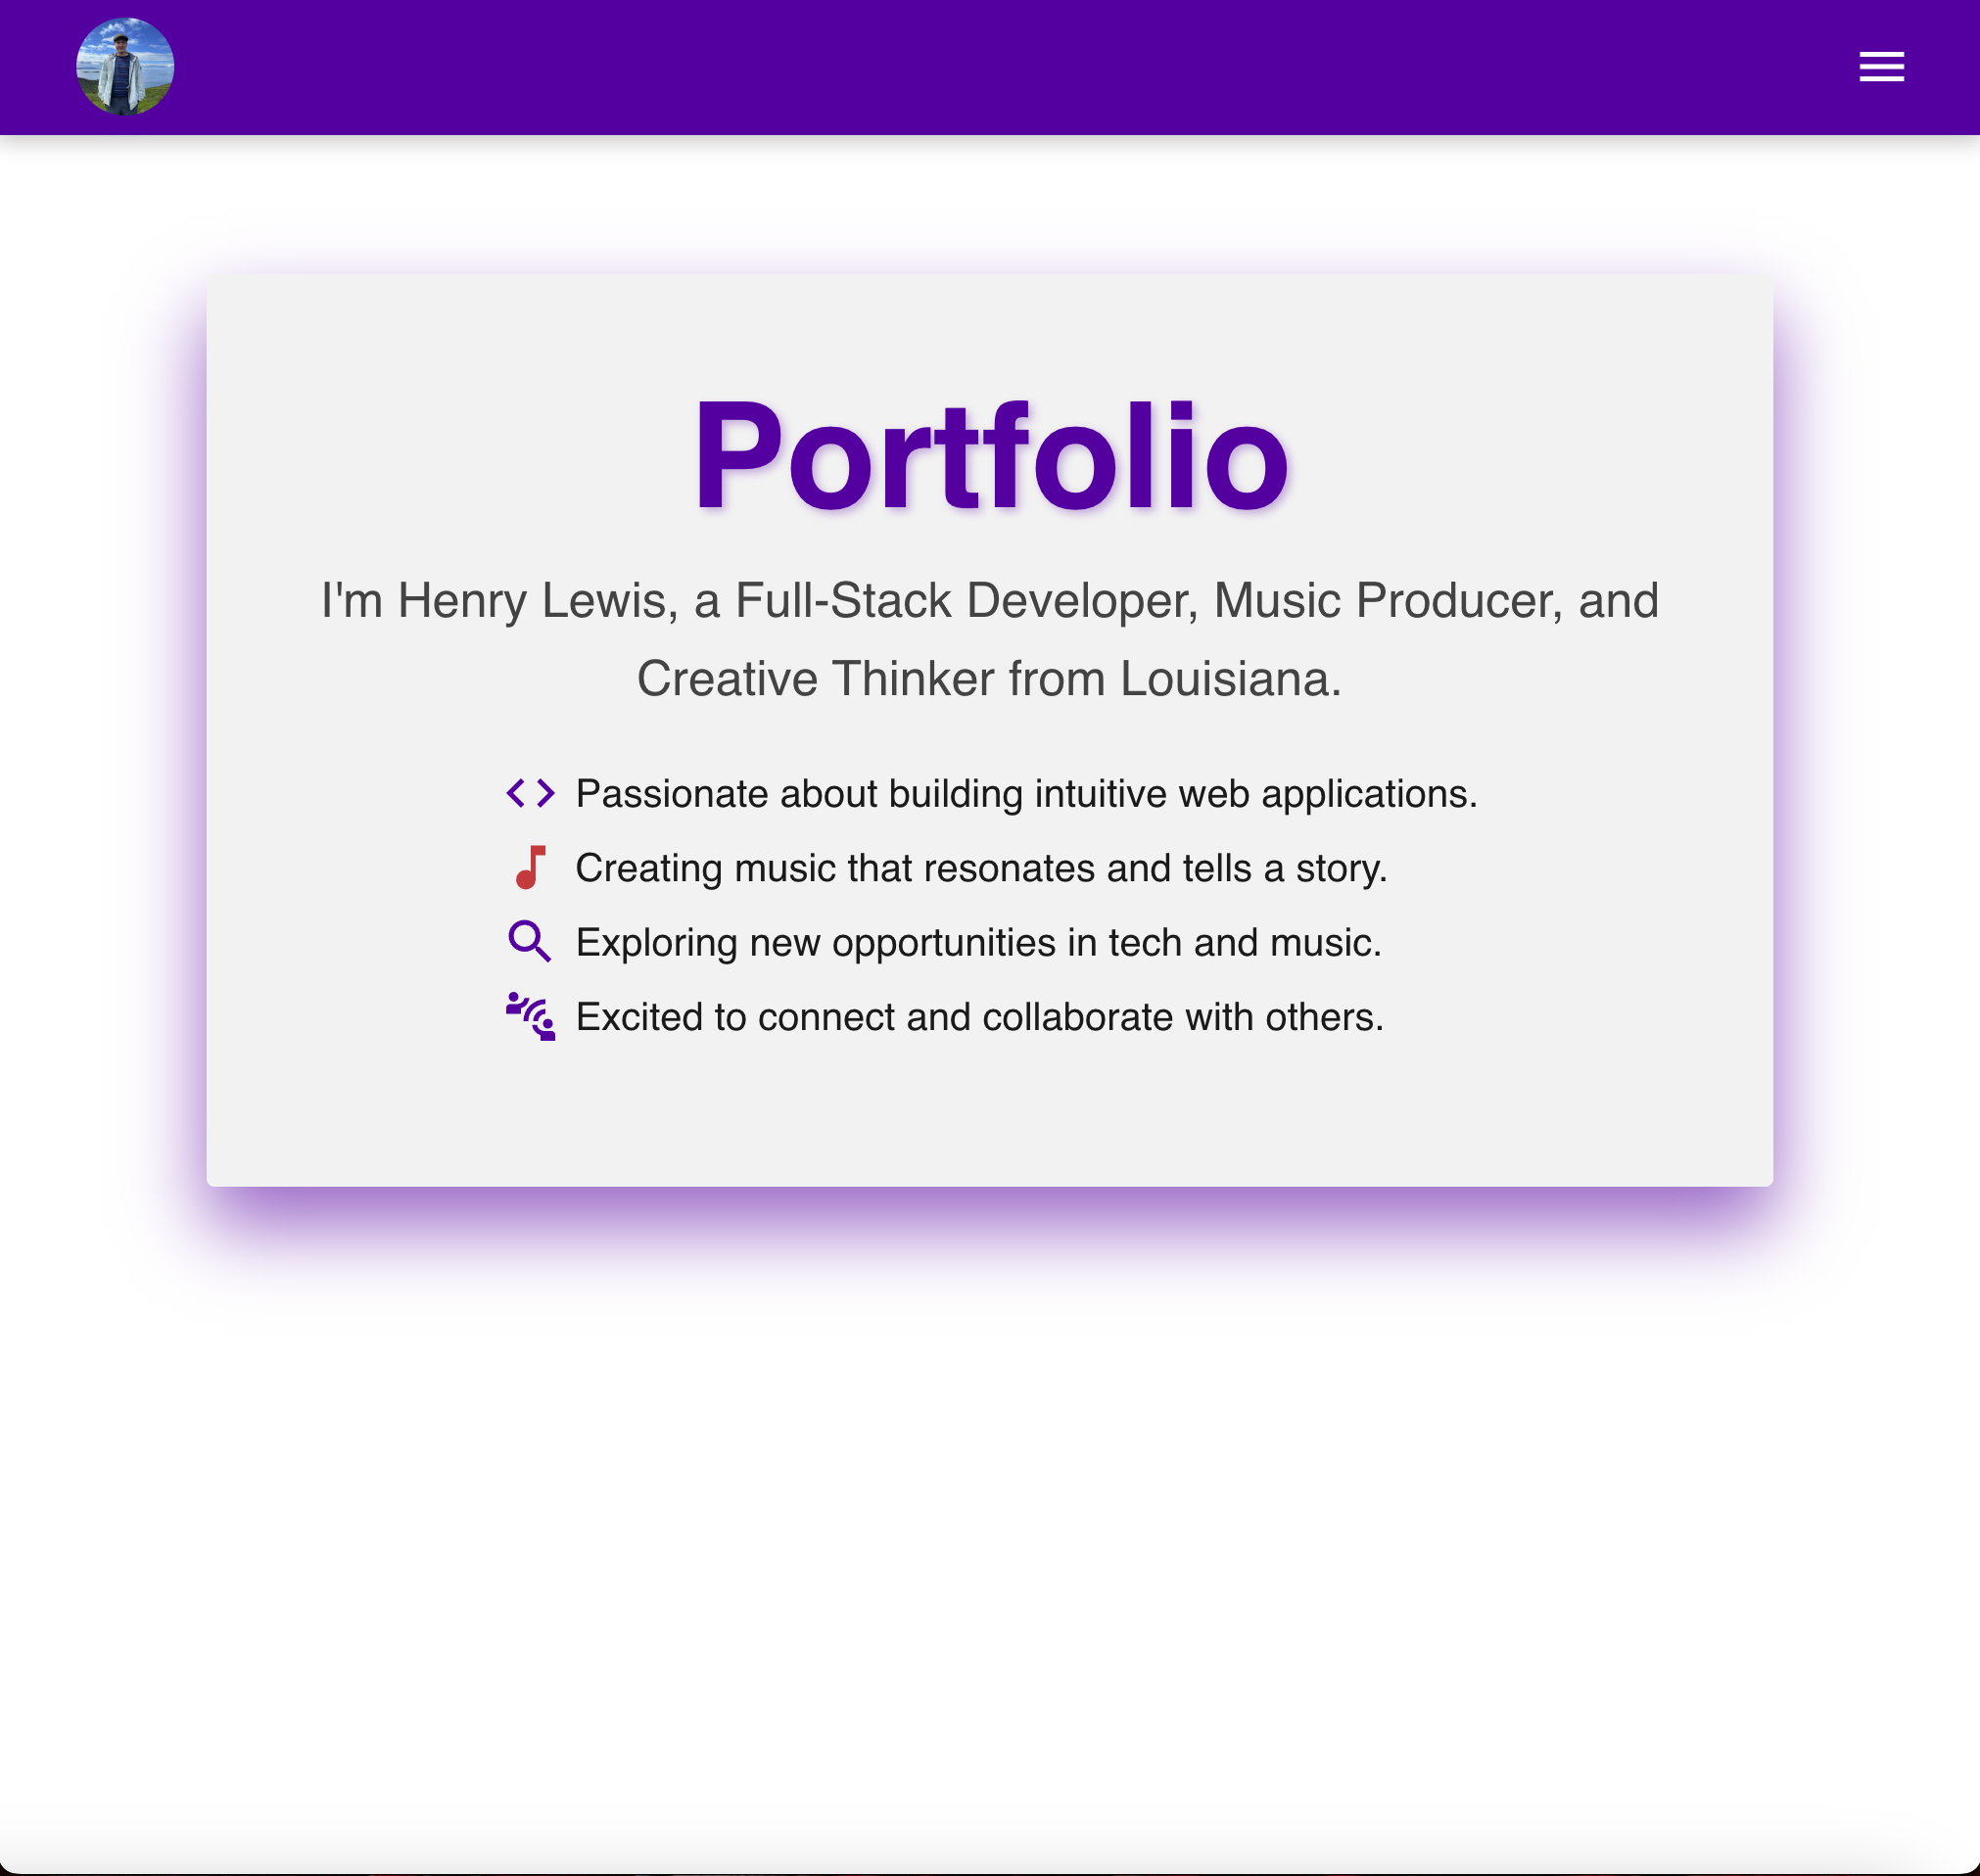 Portfolio
I'm Henry Lewis, a Full-Stack Developer, Music Producer, and
Creative Thinker from Louisiana.
Passionate about building intuitive web applications.
Creating music that resonates and tells a story.
Exploring new opportunities in tech and music.
Excited to connect and collaborate with others.